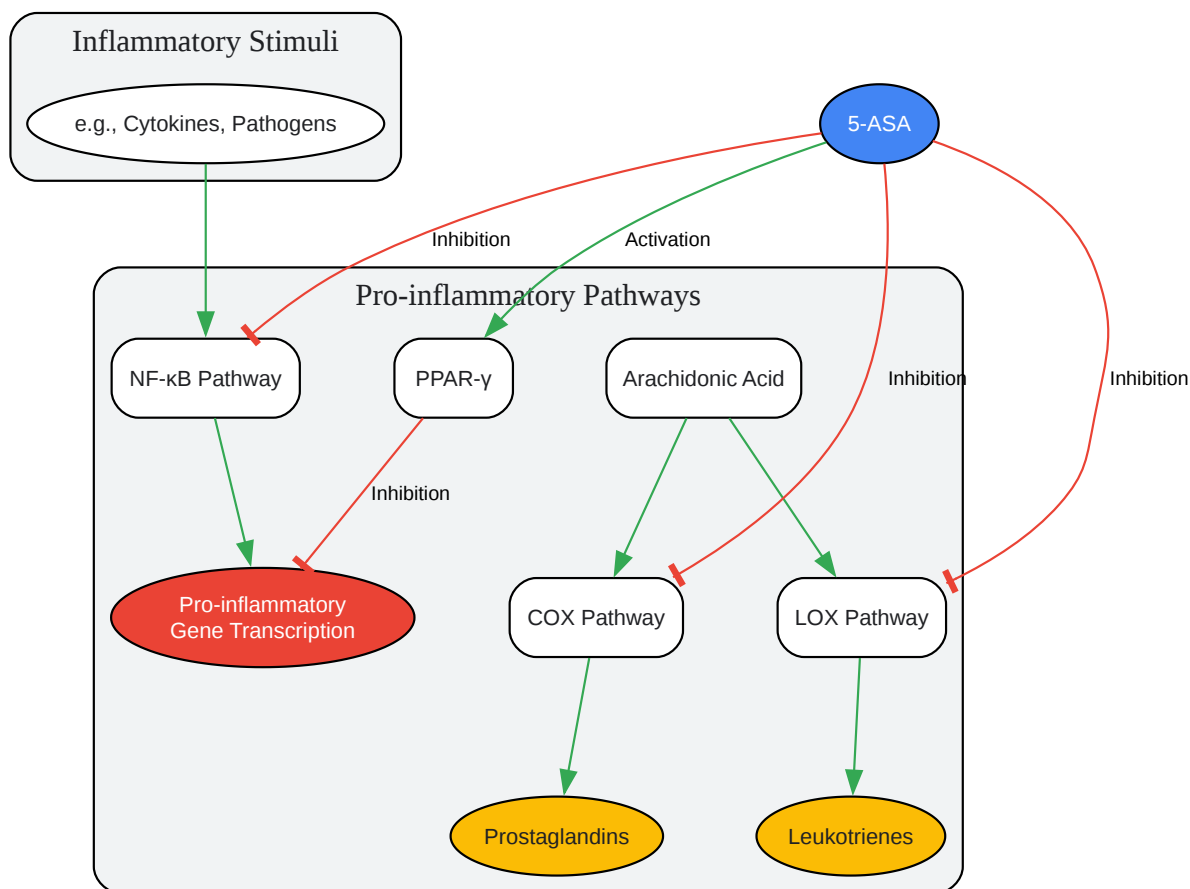 Inflammatory Stimuli
e.g., Cytokines, Pathogens
5-ASA
Inhibition
Activation
Pro-inflammatory Pathways
NF-κB Pathway
PPAR-γ
Arachidonic Acid
Inhibition
Inhibition
Inhibition
Pro-inflammatory
Gene Transcription
COX Pathway
LOX Pathway
Prostaglandins
Leukotrienes